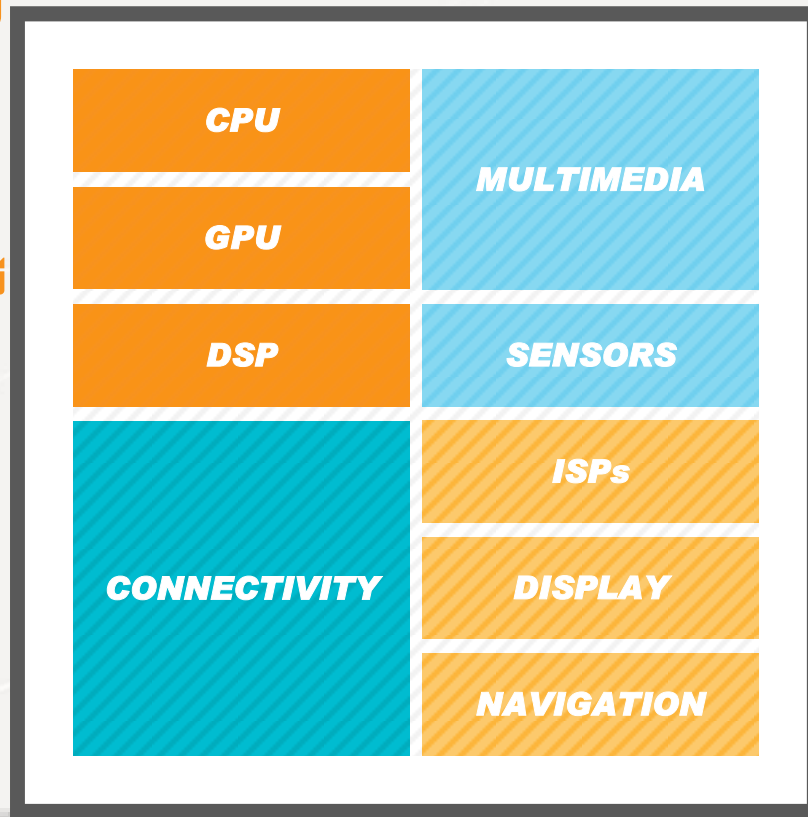 CPU
GPU
DSP
CONNECTIVITY
MULTIMEDIA
SENSORS
ISPs
DISPLAY
NAVIGATION